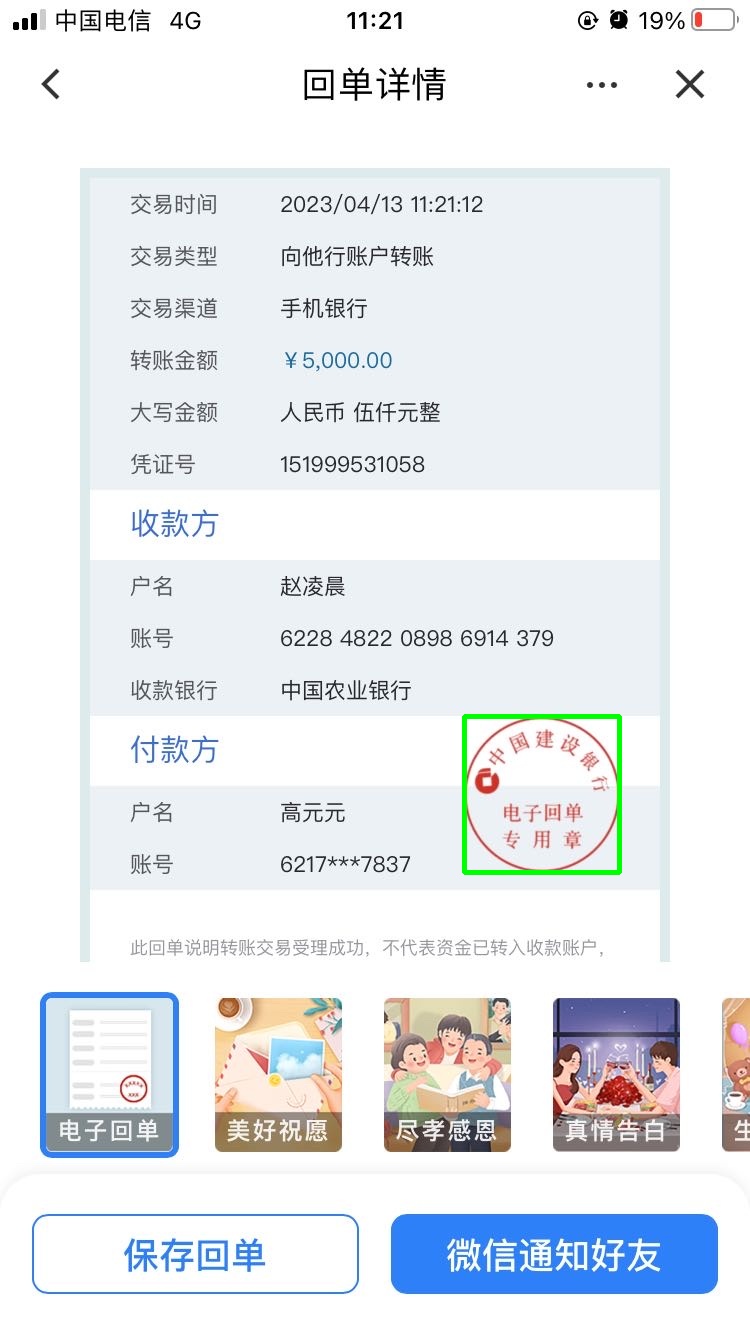 中国电信 4G 11:21 19%
回单详情
交易时间 2023/04/13 11:21:12
交易类型 向他行账户转账
交易渠道 手机银行
转账金额 ¥5,000.00
大写金额 人民币 伍仟元整
凭证号 151999531058
收款方
户名 赵凌晨
账号 6228 4822 0898 6914 379
收款银行 中国农业银行
付款方
户名 高元元
账号 6217***7837
中国建设银行
电子回单
专用章
此回单说明转账交易受理成功，不代表资金已转入收款账户，
电子回单 美好祝愿 尽孝感恩 真情告白 生
保存回单 微信通知好友